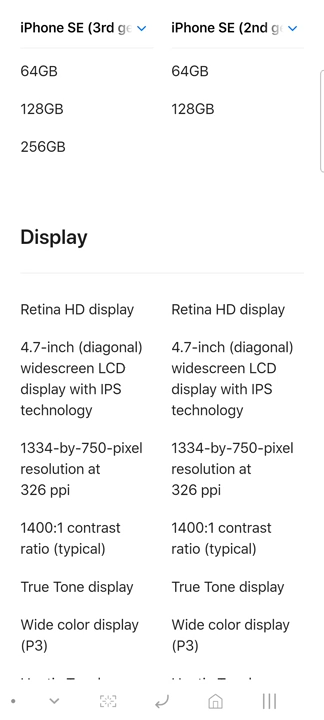 iPhone SE (3rd ge
iPhone SE (2nd g
64GB
64GB
128GB
128GB
256GB
Display
Retina HD display
Retina HD display
4.7-inch (diagonal)
widescreen LCD
display with IPS
technology
4.7-inch (diagonal)
widescreen LCD
display with IPS
technology
1334-by-750-pixel
resolution at
326 ppi
1334-by-750-pixel
resolution at
326 ppi
1400:1 contrast
ratio (typical)
1400:1 contrast
ratio (typical)
True Tone display
True Tone display
Wide color display
(P3)
Wide color display
(P3)